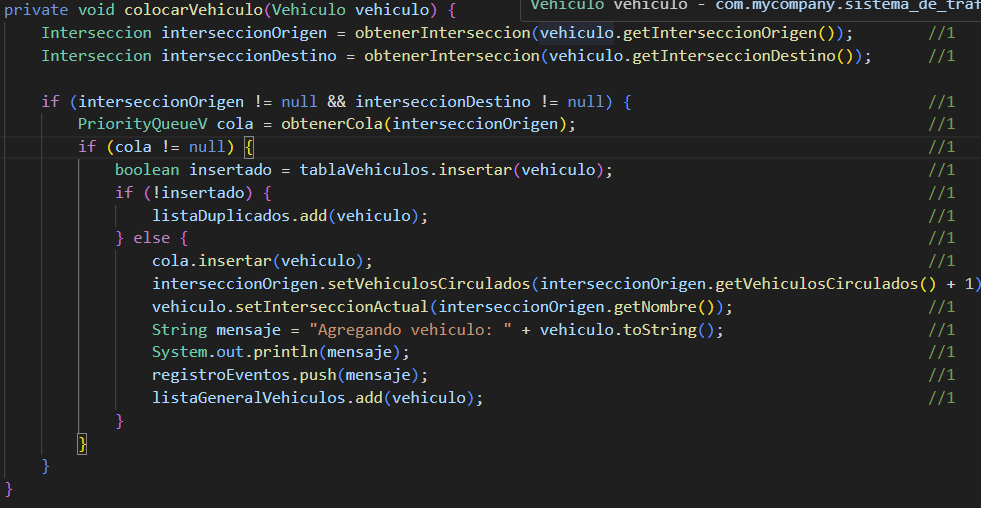 private void colocarVehiculo(Vehiculo vehiculo) {
Vehiculo vehiculo - com.mycompany.sistema_de_traf
Interseccion interseccionOrigen = obtenerInterseccion(vehiculo.getInterseccionOrigen()); //1
Interseccion interseccionDestino = obtenerInterseccion(vehiculo.getInterseccionDestino()); //1
if (interseccionOrigen != null && interseccionDestino != null) { //1
PriorityQueueV cola = obtenerCola(interseccionOrigen); //1
if (cola != null) { //1
boolean insertado = tablaVehiculos.insertar(vehiculo); //1
if (!insertado) { //1
listaDuplicados.add(vehiculo); //1
} else { //1
cola.insertar(vehiculo); //1
interseccionOrigen.setVehiculosCirculados(interseccionOrigen.getVehiculosCirculados() + 1)
vehiculo.setInterseccionActual(interseccionOrigen.getNombre()); //1
String mensaje = "Agregando vehiculo: " + vehiculo.toString(); //1
System.out.println(mensaje); //1
registroEventos.push(mensaje); //1
listaGeneralVehiculos.add(vehiculo); //1
}
}
}
}